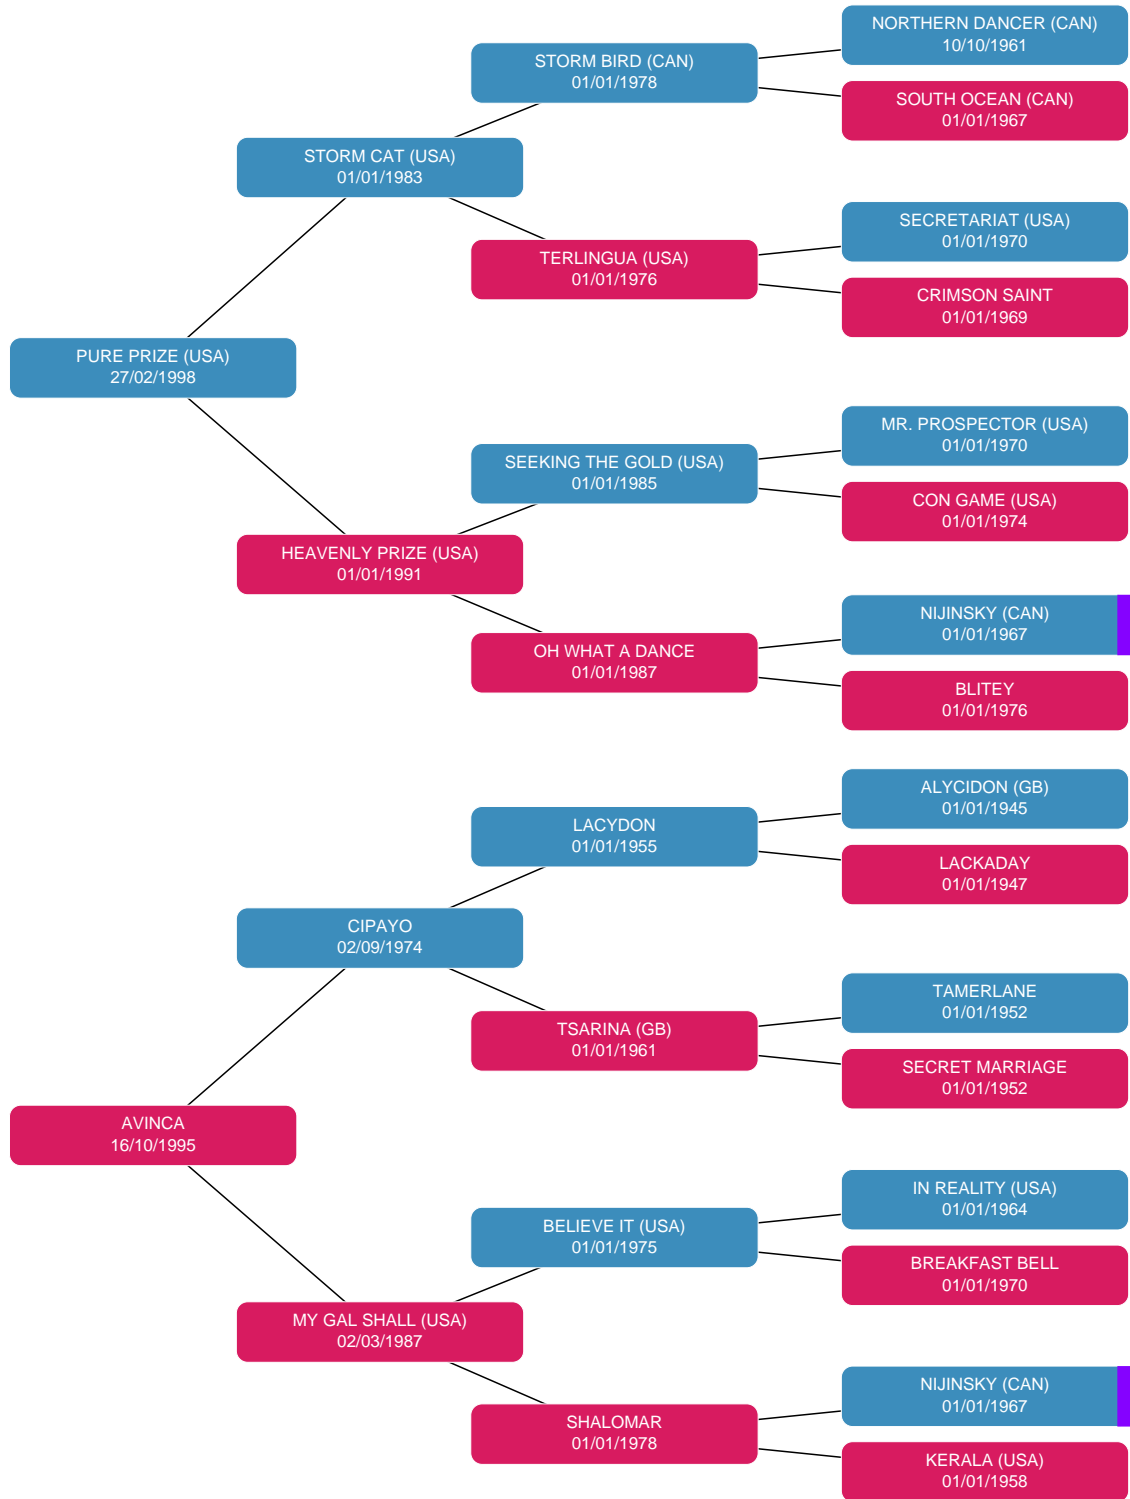 NORTHERN DANCER (CAN)
10/10/1961
STORM BIRD (CAN)
01/01/1978
SOUTH OCEAN (CAN)
01/01/1967
STORM CAT (USA)
01/01/1983
SECRETARIAT (USA)
01/01/1970
TERLINGUA (USA)
01/01/1976
CRIMSON SAINT
01/01/1969
PURE PRIZE (USA)
27/02/1998
MR. PROSPECTOR (USA)
01/01/1970
SEEKING THE GOLD (USA)
01/01/1985
CON GAME (USA)
01/01/1974
HEAVENLY PRIZE (USA)
01/01/1991
NIJINSKY (CAN)
01/01/1967
OH WHAT A DANCE
01/01/1987
BLITEY
01/01/1976
ALYCIDON (GB)
01/01/1945
LACYDON
01/01/1955
LACKADAY
01/01/1947
CIPAYO
02/09/1974
TAMERLANE
01/01/1952
TSARINA (GB)
01/01/1961
SECRET MARRIAGE
01/01/1952
AVINCA
16/10/1995
IN REALITY (USA)
01/01/1964
BELIEVE IT (USA)
01/01/1975
BREAKFAST BELL
01/01/1970
MY GAL SHALL (USA)
02/03/1987
NIJINSKY (CAN)
01/01/1967
SHALOMAR
01/01/1978
KERALA (USA)
01/01/1958